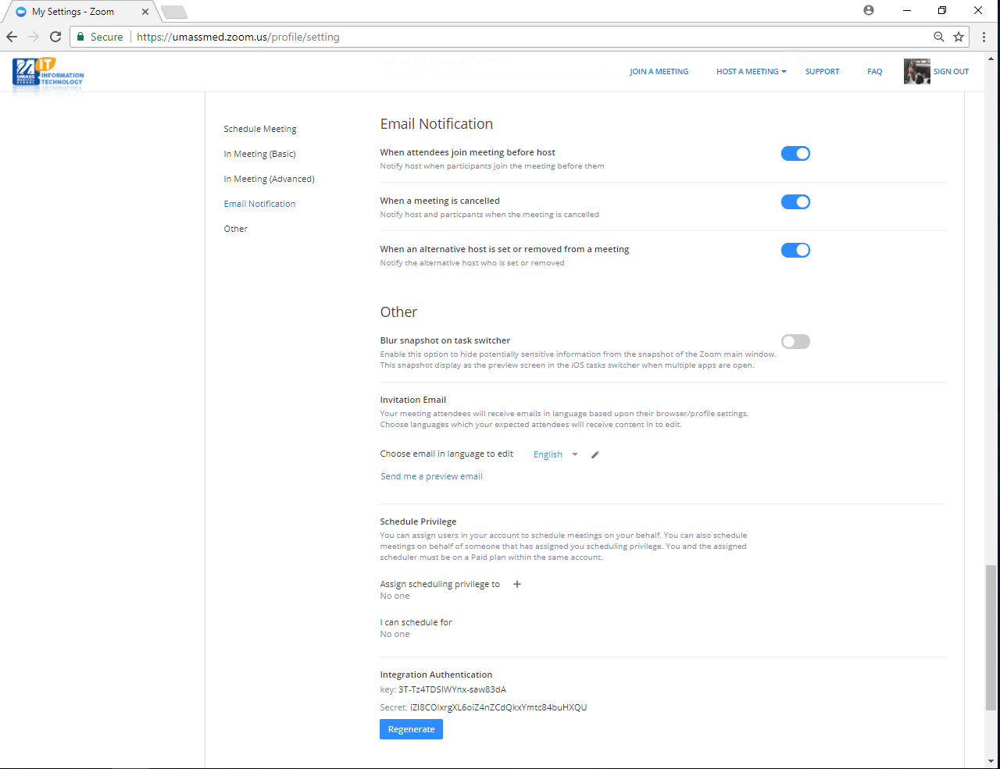 My Settings - Zoom
Secure
https://umassmed.zoom.us/profile/setting
UMASS
MEDICAL
SCHOOL
IT
INFORMATION
TECHNOLOGY
JOIN A MEETING
HOST A MEETING
SUPPORT
FAQ
SIGN OUT
Schedule Meeting
In Meeting (Basic)
In Meeting (Advanced)
Email Notification
Other
Email Notification
When attendees join meeting before host
Notify host when participants join the meeting before them
When a meeting is cancelled
Notify host and particpants when the meeting is cancelled
When an alternative host is set or removed from a meeting
Notify the alternative host who is set or removed
Other
Blur snapshot on task switcher
Enable this option to hide potentially sensitive information from the snapshot of the Zoom main window.
This snapshot display as the preview screen in the iOS tasks switcher when multiple apps are open.
Invitation Email
Your meeting attendees will receive emails in language based upon their browser/profile settings.
Choose languages which your expected attendees will receive content in to edit.
Choose email in language to edit English
Send me a preview email
Schedule Privilege
You can assign users in your account to schedule meetings on your behalf. You can also schedule
meetings on behalf of someone that has assigned you scheduling privilege. You and the assigned
scheduler must be on a Paid plan within the same account.
Assign scheduling privilege to +
No one
I can schedule for
No one
Integration Authentication
key: 3T-Tz4TDSlWYnx-saw83dA
Secret: iZI8COlxrgXL6oiZ4nZCdQkxYmtc84buHXQU
Regenerate